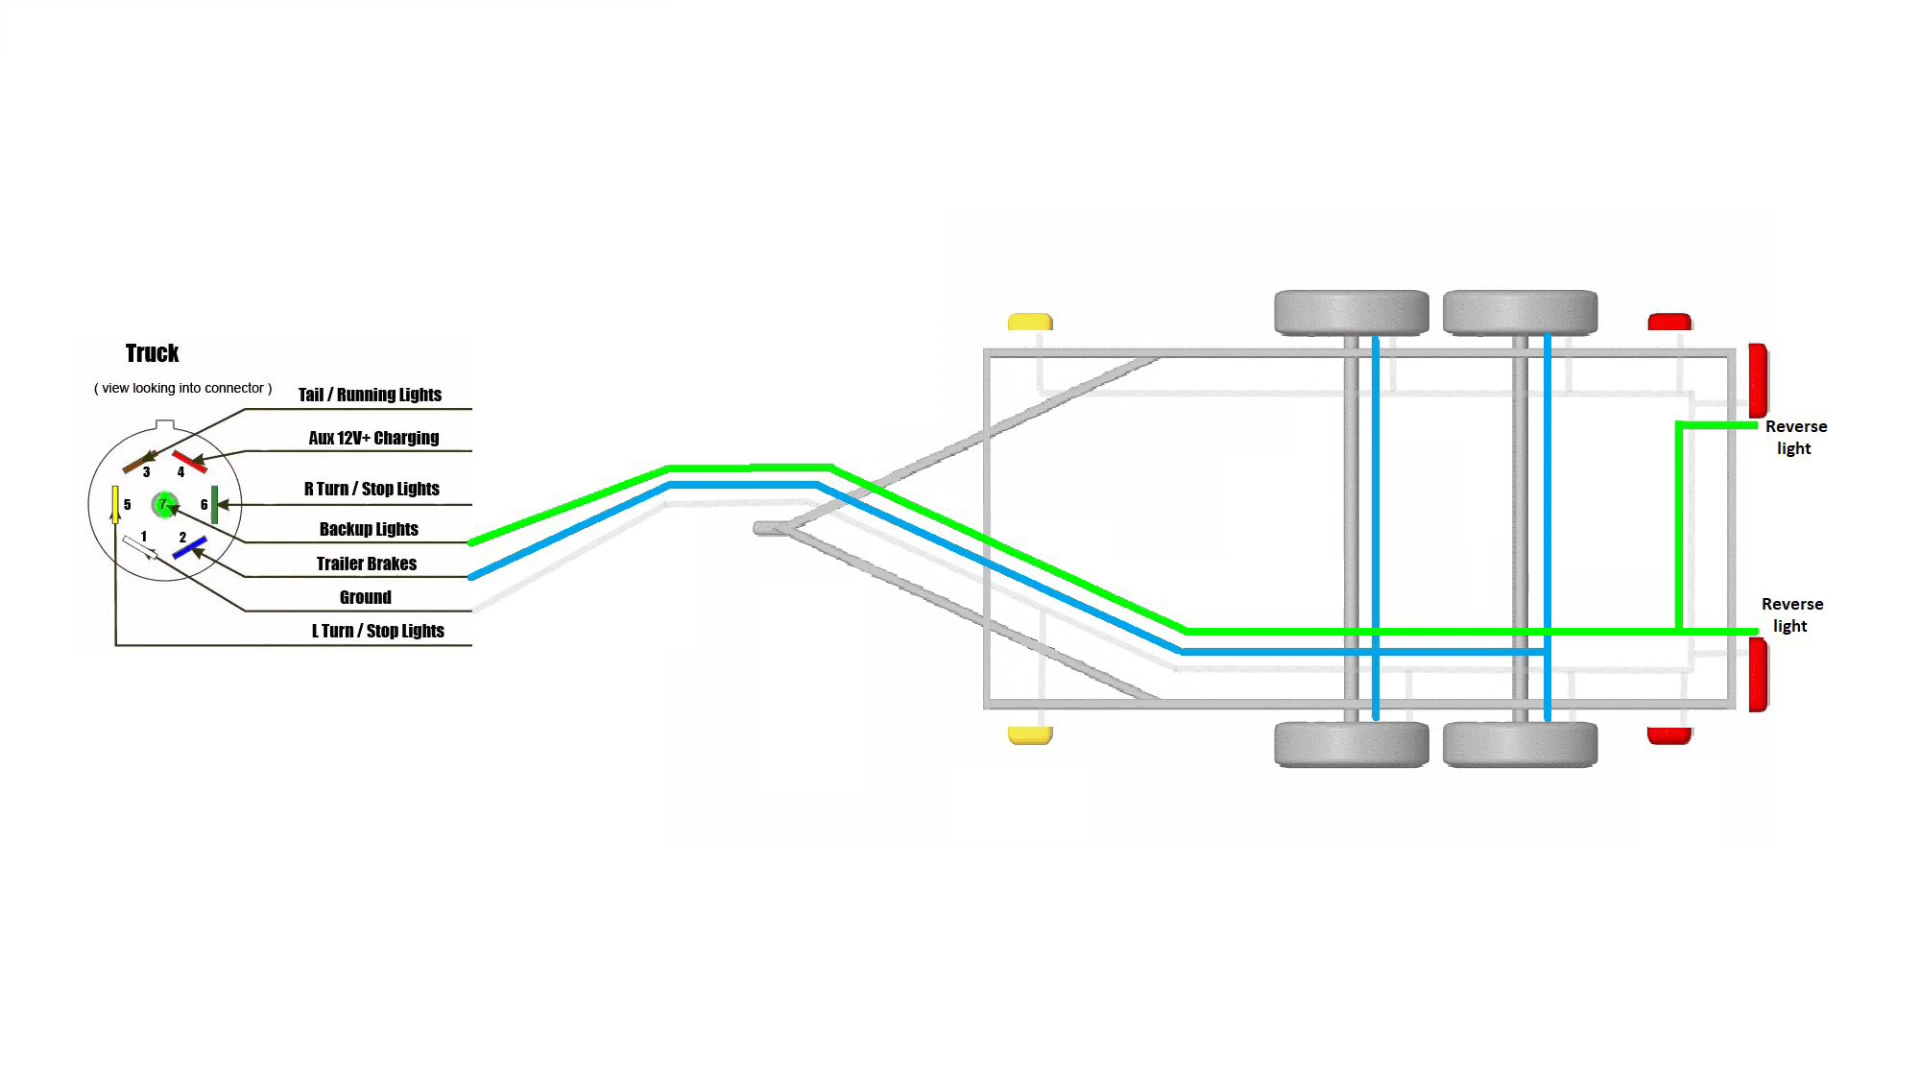 Truck
( view looking into connector )
Tail / Running Lights
Aux 12V+ Charging
R Turn / Stop Lights
Backup Lights
Trailer Brakes
Ground
L Turn / Stop Lights
3
4
5
7
6
1
2
Reverse
light
Reverse
light